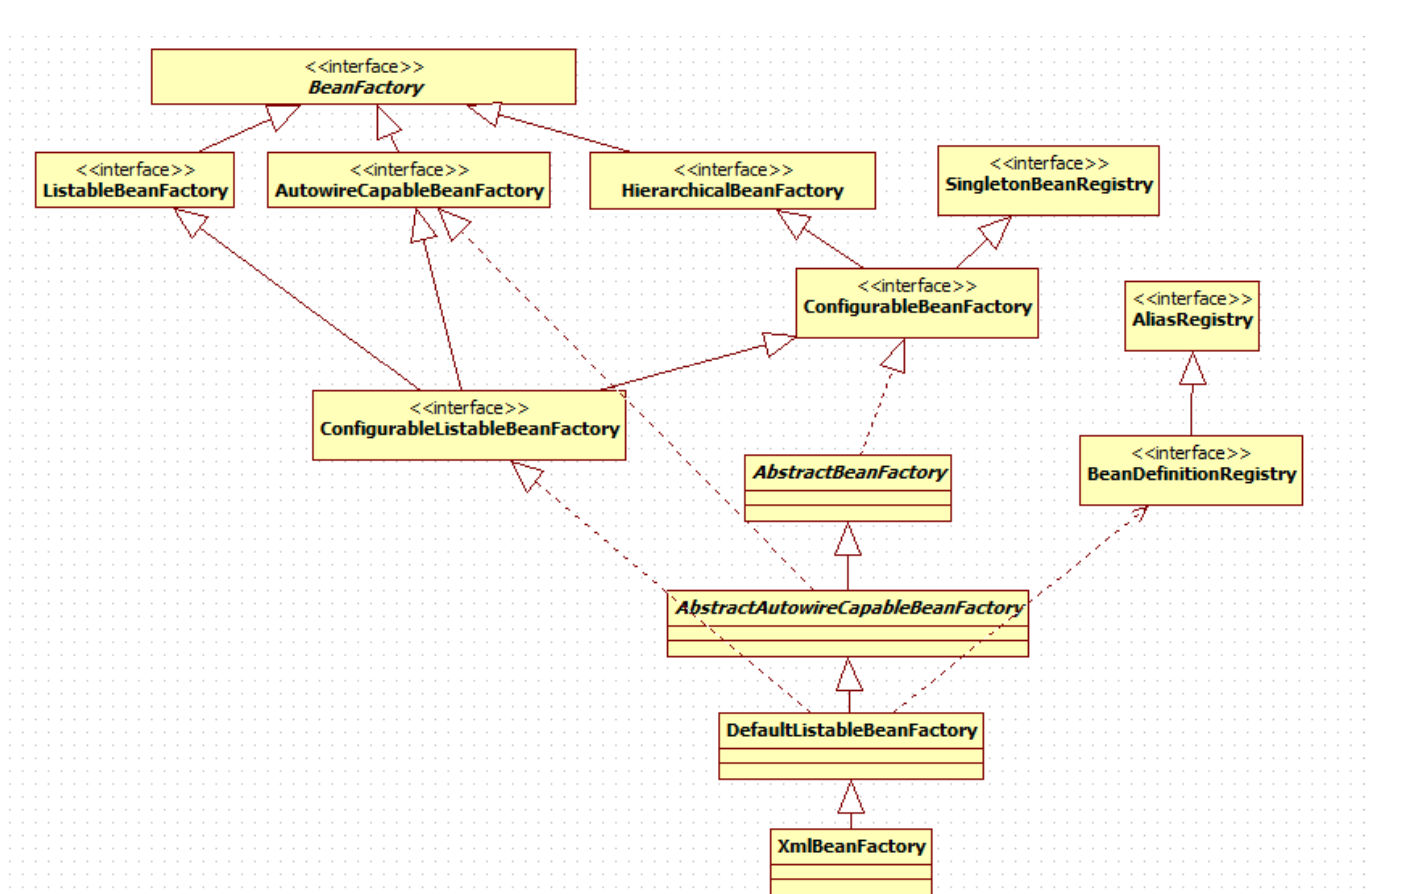 <<interface>>
BeanFactory
<<interface>>
ListableBeanFactory
<<interface>>
AutowireCapableBeanFactory
<<interface>>
HierarchicalBeanFactory
<<interface>>
SingletonBeanRegistry
<<interface>>
ConfigurableBeanFactory
<<interface>>
AliasRegistry
<<interface>>
ConfigurableListableBeanFactory
AbstractBeanFactory
<<interface>>
BeanDefinitionRegistry
AbstractAutowireCapableBeanFactory
DefaultListableBeanFactory
XmlBeanFactory